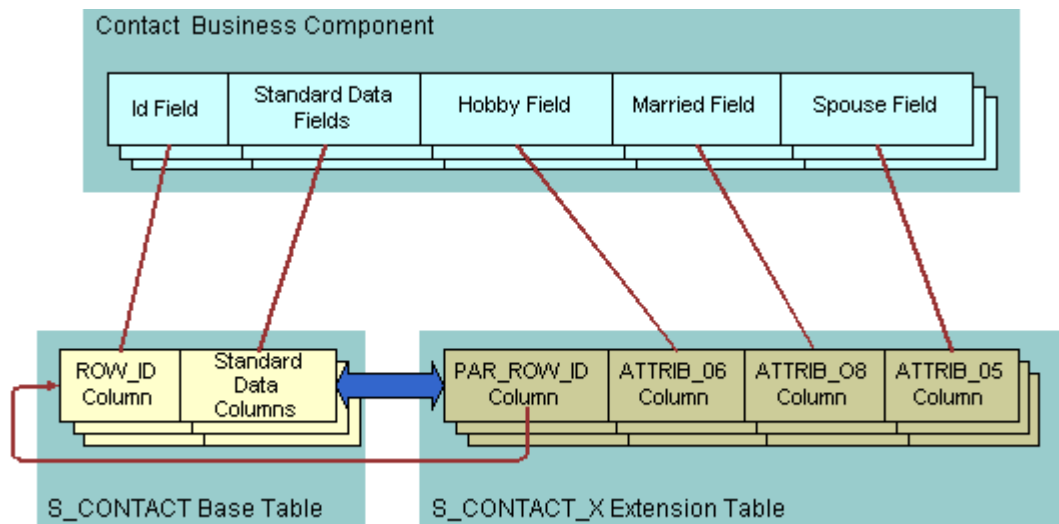 Contact Business Component
Id Field
Standard Data
Fields
Hobby Field
Married Field
Spouse Field
ROW_ID
Column
Standard
Data
Columns
PAR_ROW_ID
Column
ATTRIB_06
Column
ATTRIB_O8
Column
ATTRIB_05
Column
S_CONTACT Base Table
S_CONTACT_X Extension Table